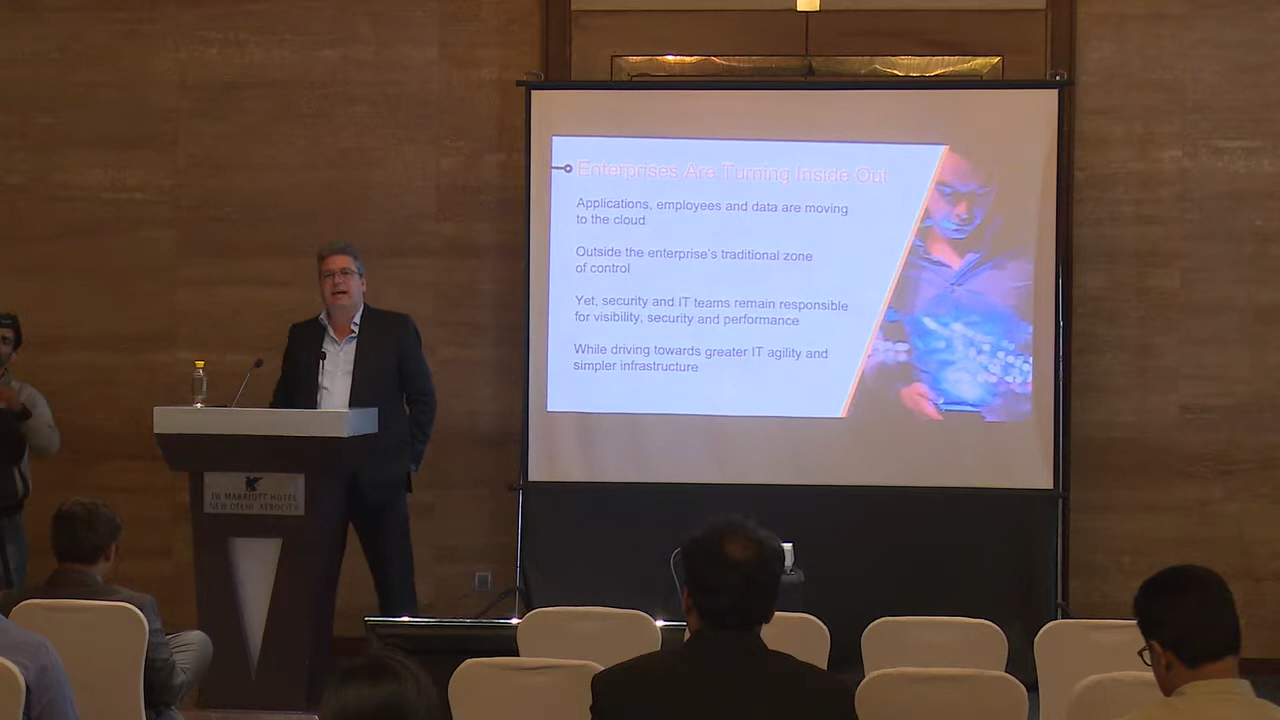 Enterprises Are Turning Inside Out
Applications, employees and data are moving
to the cloud
Outside the enterprise's traditional zone
of control
Yet, security and IT teams remain responsible
for visibility, security and performance
While driving towards greater IT agility and
simpler infrastructure
JW MARRIOTT HOTEL
NEW DELHI AEROCITY